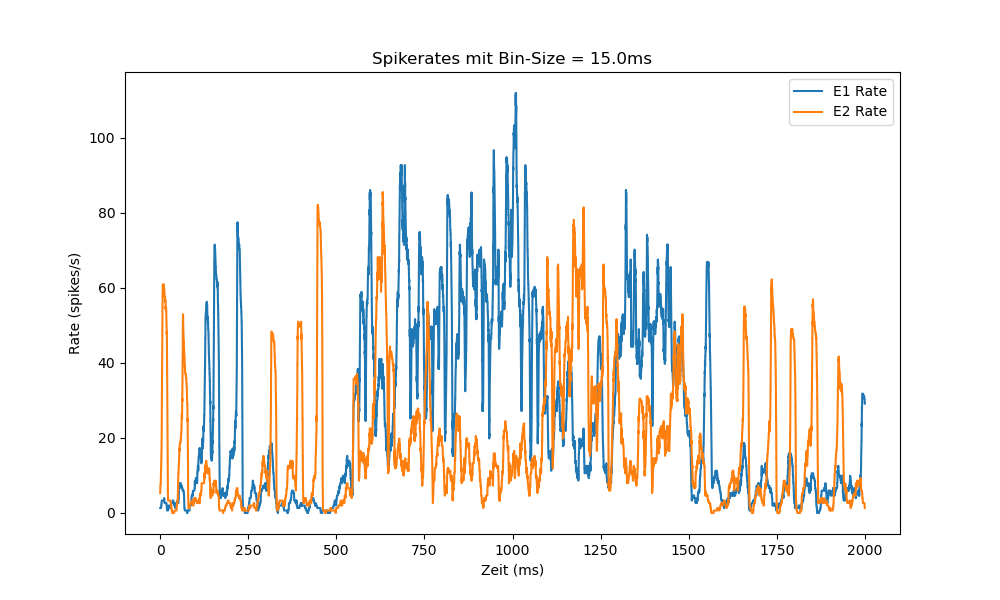 Spikerates mit Bin-Size = 15.0ms
E1 Rate
E2 Rate
Rate (spikes/s)
100
80
60
40
20
0
0 250 500 750 1000 1250 1500 1750 2000
Zeit (ms)